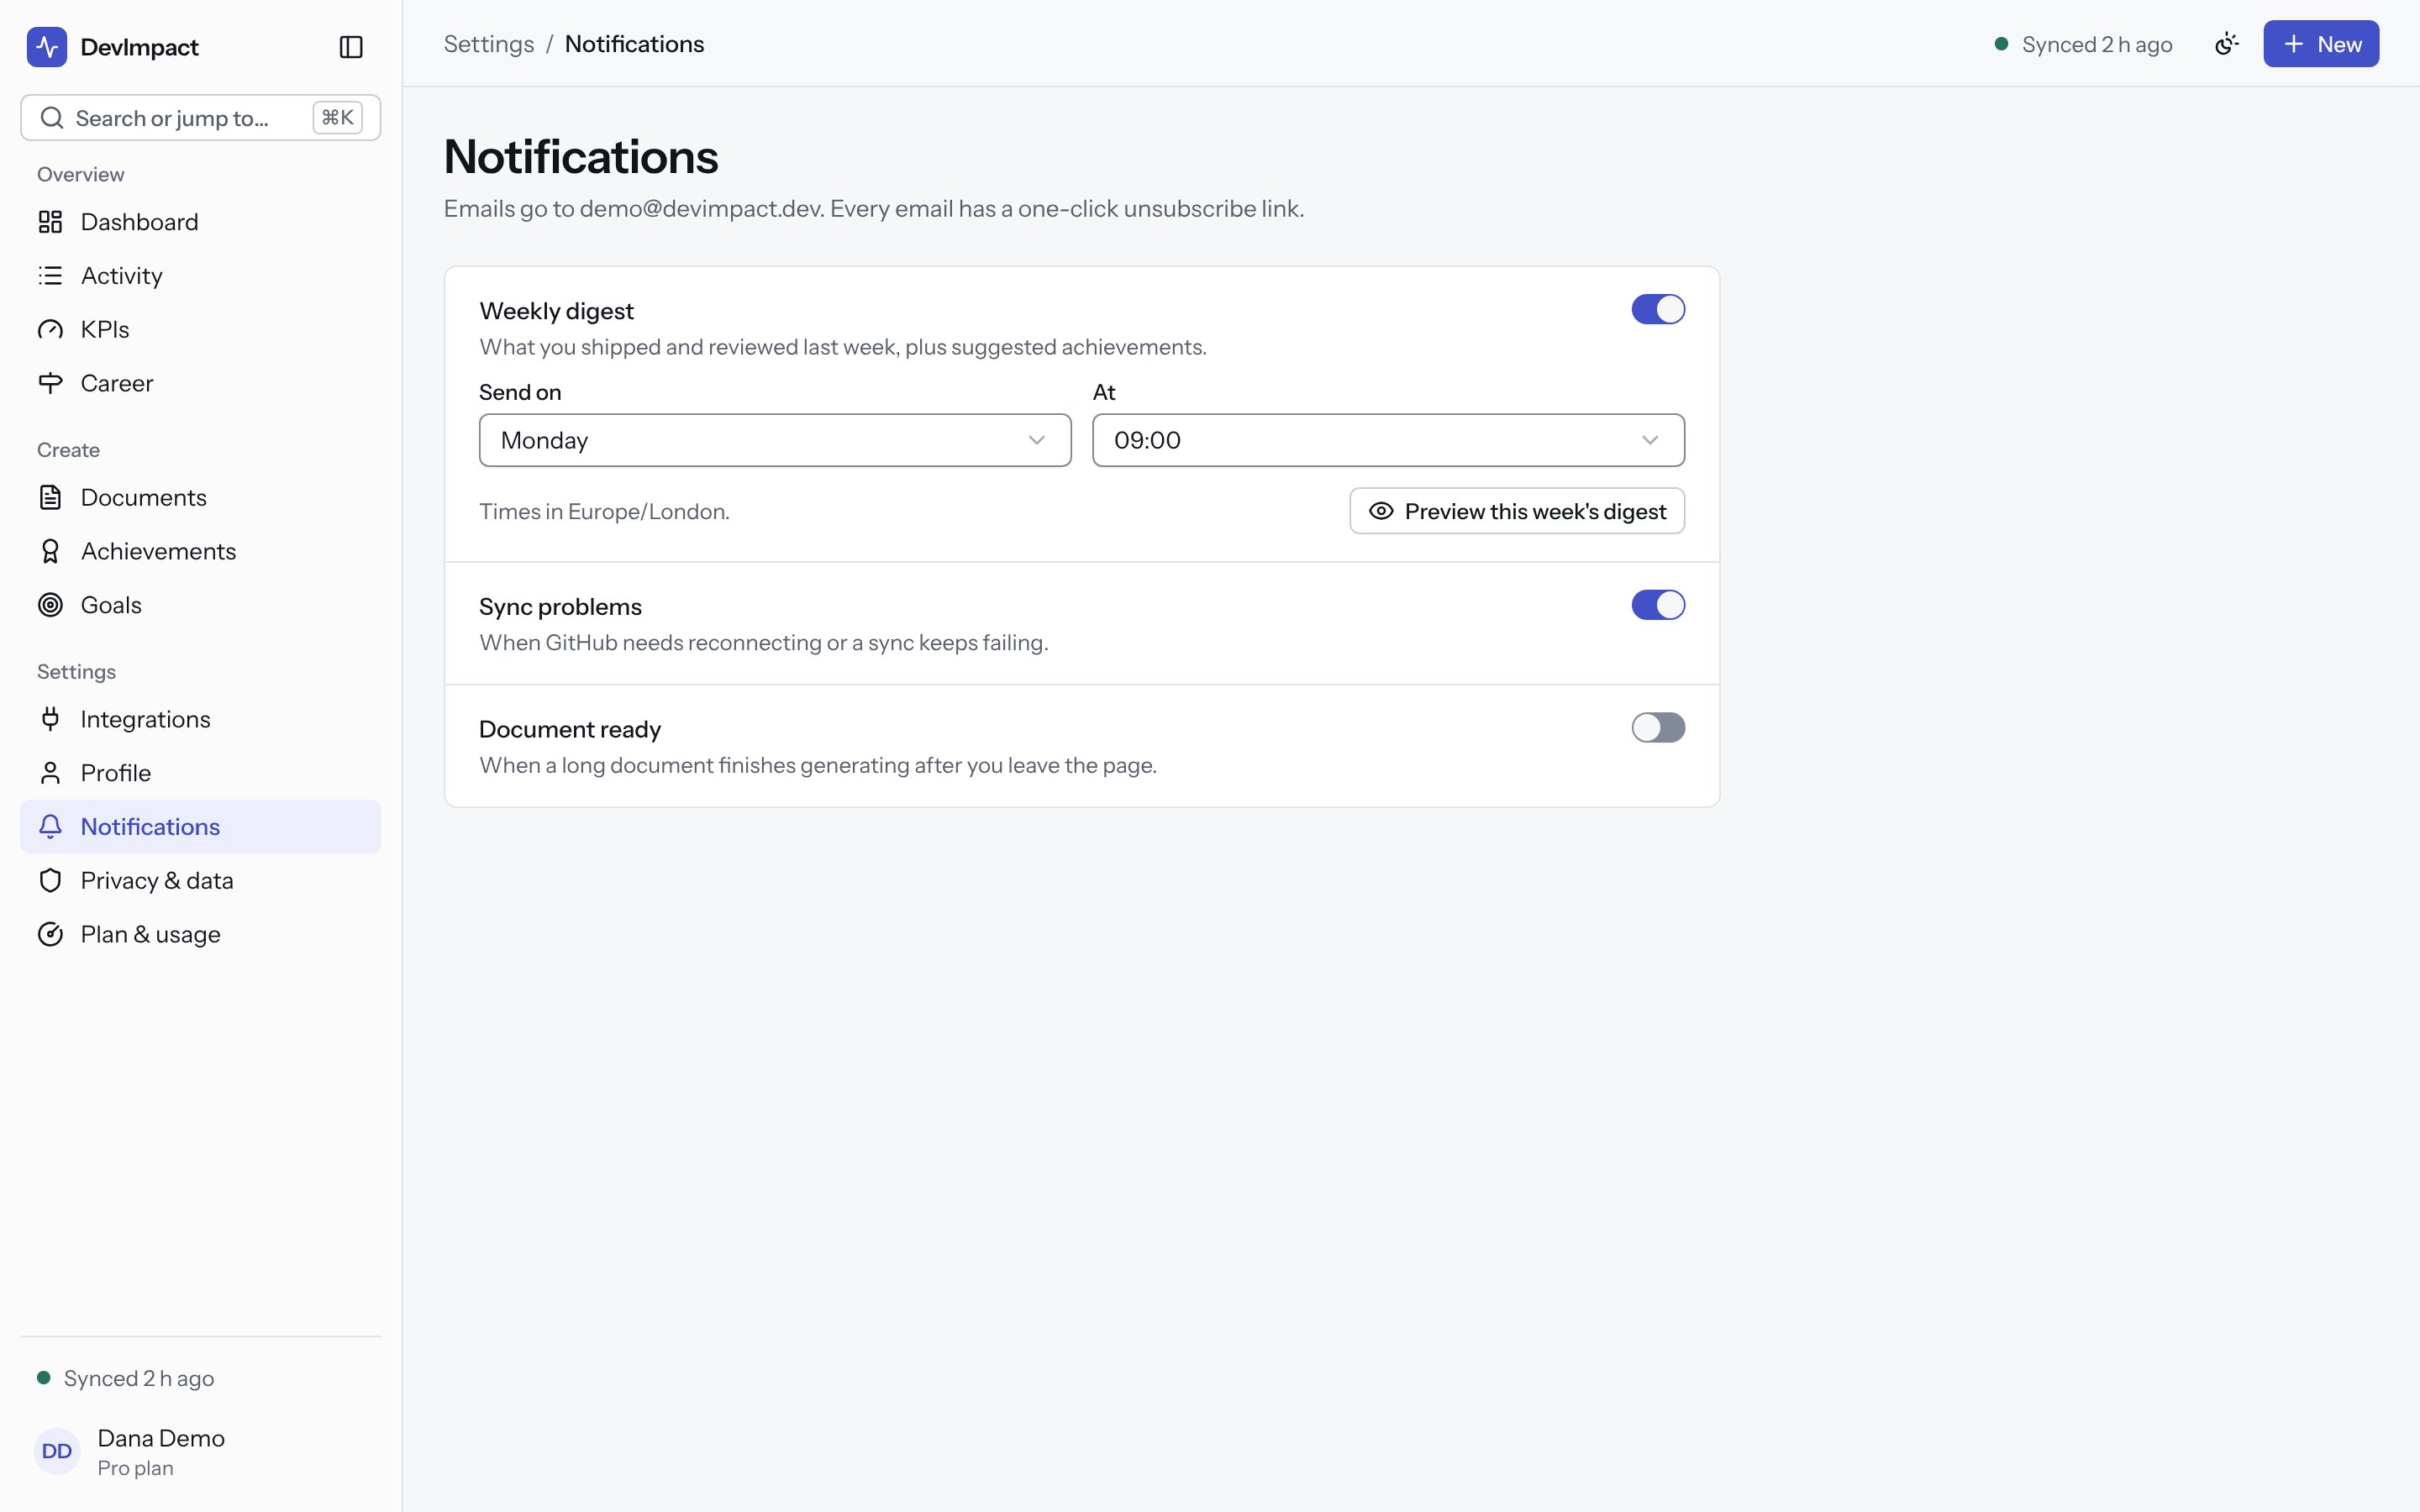 DevImpact
Search or jump to...
⌘K
Overview
Dashboard
Activity
KPIs
Career
Create
Documents
Achievements
Goals
Settings
Integrations
Profile
Notifications
Privacy & data
Plan & usage
Synced 2 h ago
DD
Dana Demo
Pro plan
Settings / Notifications
Synced 2 h ago
New
Notifications
Emails go to demo@devimpact.dev. Every email has a one-click unsubscribe link.
Weekly digest
What you shipped and reviewed last week, plus suggested achievements.
Send on
At
Monday
09:00
Times in Europe/London.
Preview this week's digest
Sync problems
When GitHub needs reconnecting or a sync keeps failing.
Document ready
When a long document finishes generating after you leave the page.